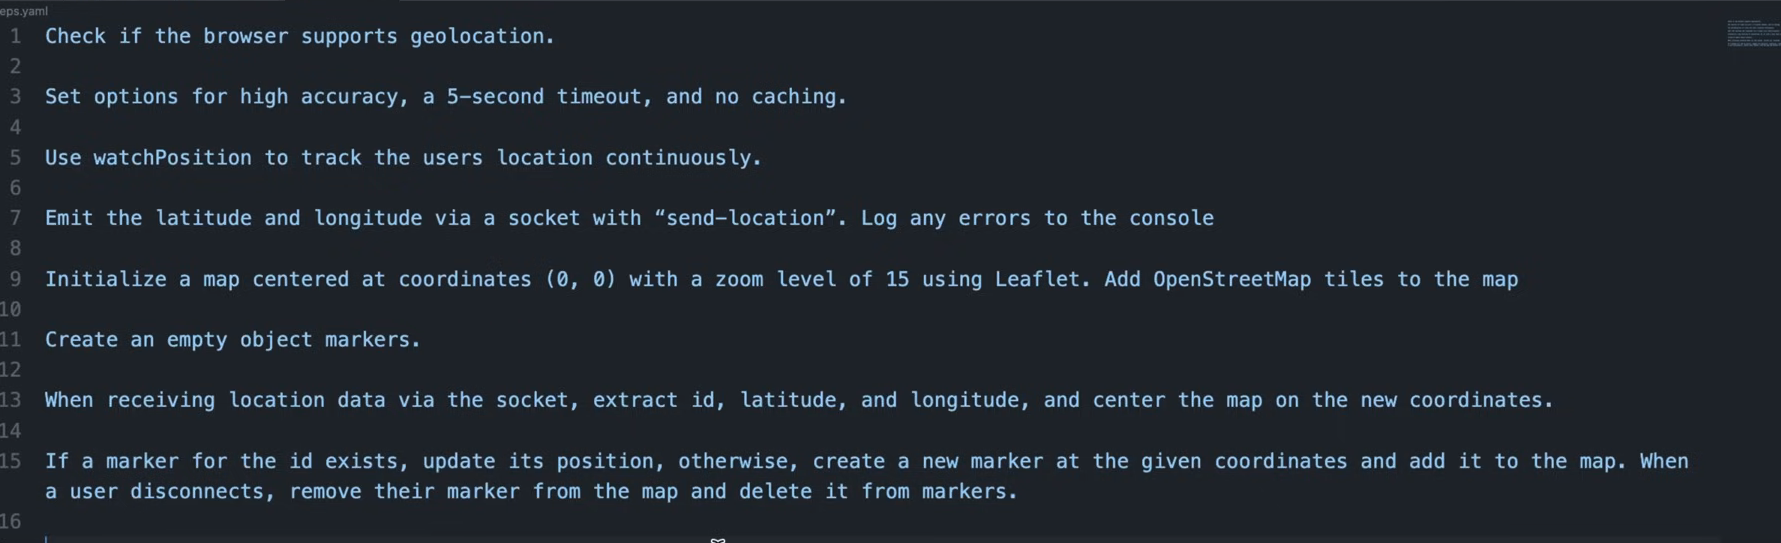 eps.yaml
1 Check if the browser supports geolocation.
2
3 Set options for high accuracy, a 5-second timeout, and no caching.
4
5 Use watchPosition to track the users location continuously.
6
7 Emit the latitude and longitude via a socket with “send-location”. Log any errors to the console
8
9 Initialize a map centered at coordinates (0, 0) with a zoom level of 15 using Leaflet. Add OpenStreetMap tiles to the map
10
11 Create an empty object markers.
12
13 When receiving location data via the socket, extract id, latitude, and longitude, and center the map on the new coordinates.
14
15 If a marker for the id exists, update its position, otherwise, create a new marker at the given coordinates and add it to the map. When
a user disconnects, remove their marker from the map and delete it from markers.
16